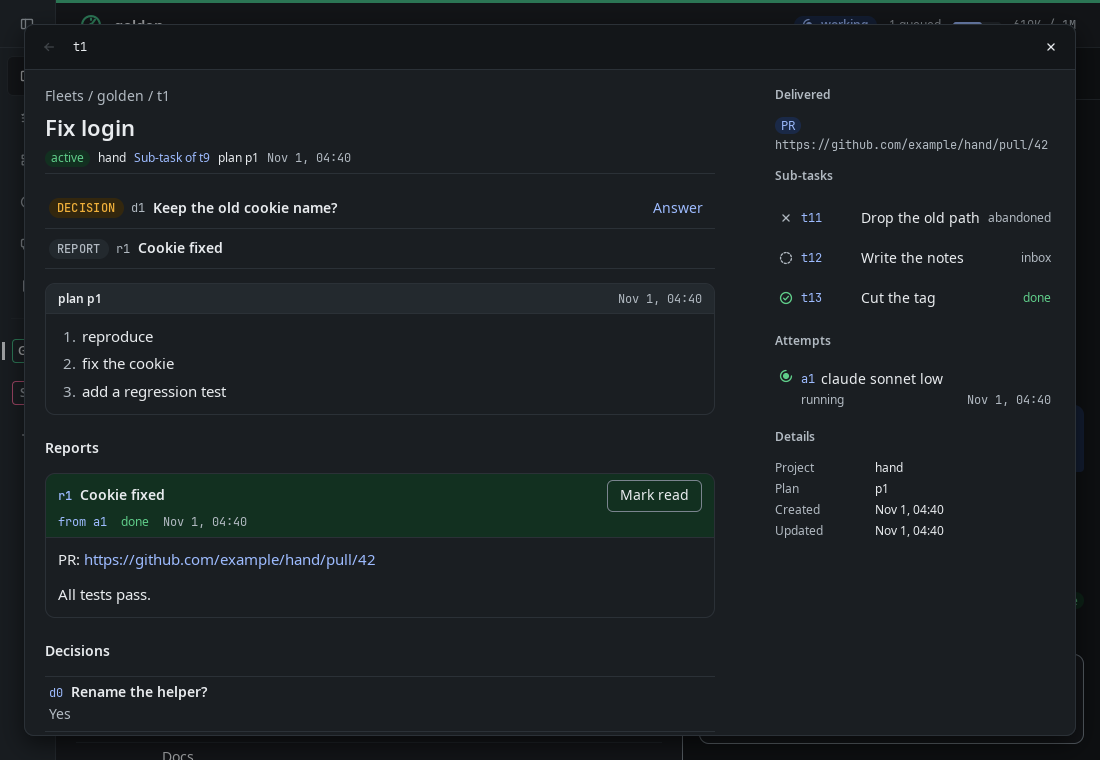 t1
Fleets / golden / t1
Fix login
active hand Sub-task of t9 plan p1 Nov 1, 04:40
DECISION d1 Keep the old cookie name? Answer
REPORT r1 Cookie fixed
plan p1 Nov 1, 04:40
1. reproduce
2. fix the cookie
3. add a regression test
Reports
r1 Cookie fixed Mark read
from a1 done Nov 1, 04:40
PR: https://github.com/example/hand/pull/42
All tests pass.
Decisions
d0 Rename the helper?
Yes
Delivered
PR
https://github.com/example/hand/pull/42
Sub-tasks
t11 Drop the old path abandoned
t12 Write the notes inbox
t13 Cut the tag done
Attempts
a1 claude sonnet low
running Nov 1, 04:40
Details
Project hand
Plan p1
Created Nov 1, 04:40
Updated Nov 1, 04:40
Docs